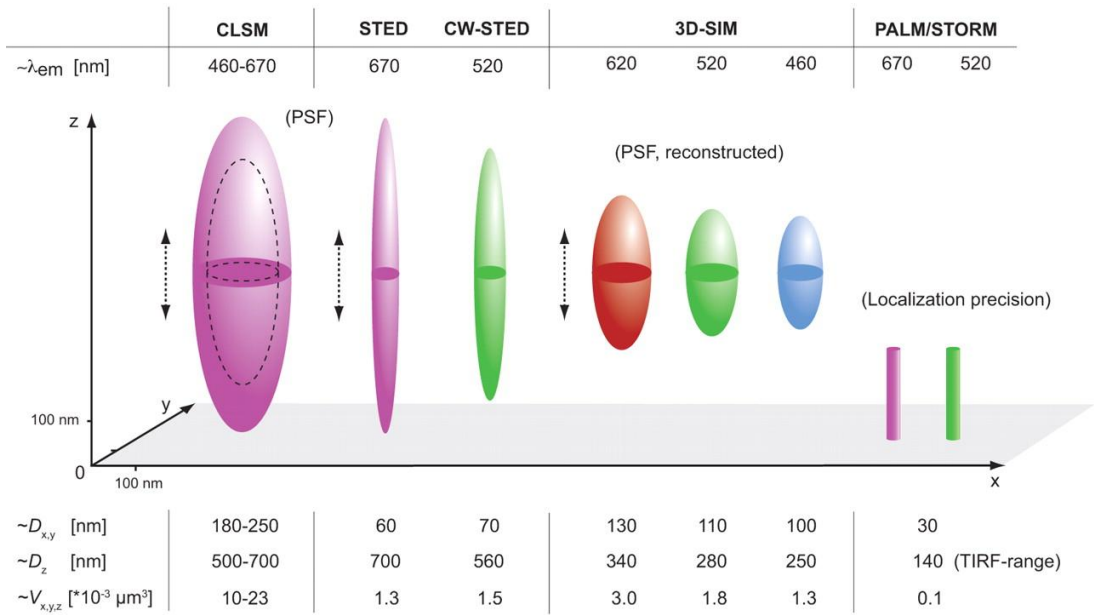 CLSM STED CW-STED 3D-SIM PALM/STORM
~λem [nm] 460-670 670 520 620 520 460 670 520
z (PSF)
(PSF, reconstructed)
(Localization precision)
y
100 nm
0
100 nm x
~Dx,y [nm] 180-250 60 70 130 110 100 30
~Dz [nm] 500-700 700 560 340 280 250 140 (TIRF-range)
~Vx,y,z [*10-3 µm3] 10-23 1.3 1.5 3.0 1.8 1.3 0.1